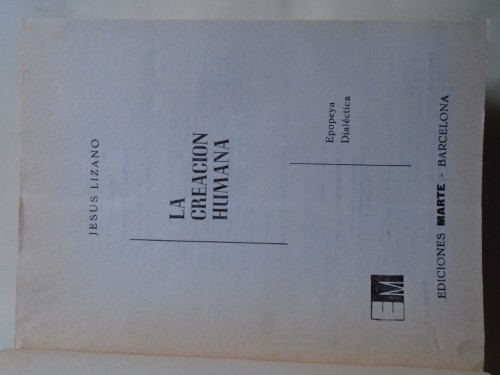 JESUS LIZANO
LA
CREACION
HUMANA
Epopeya
Dialéctica
EM
EDICIONES MARTE - BARCELONA